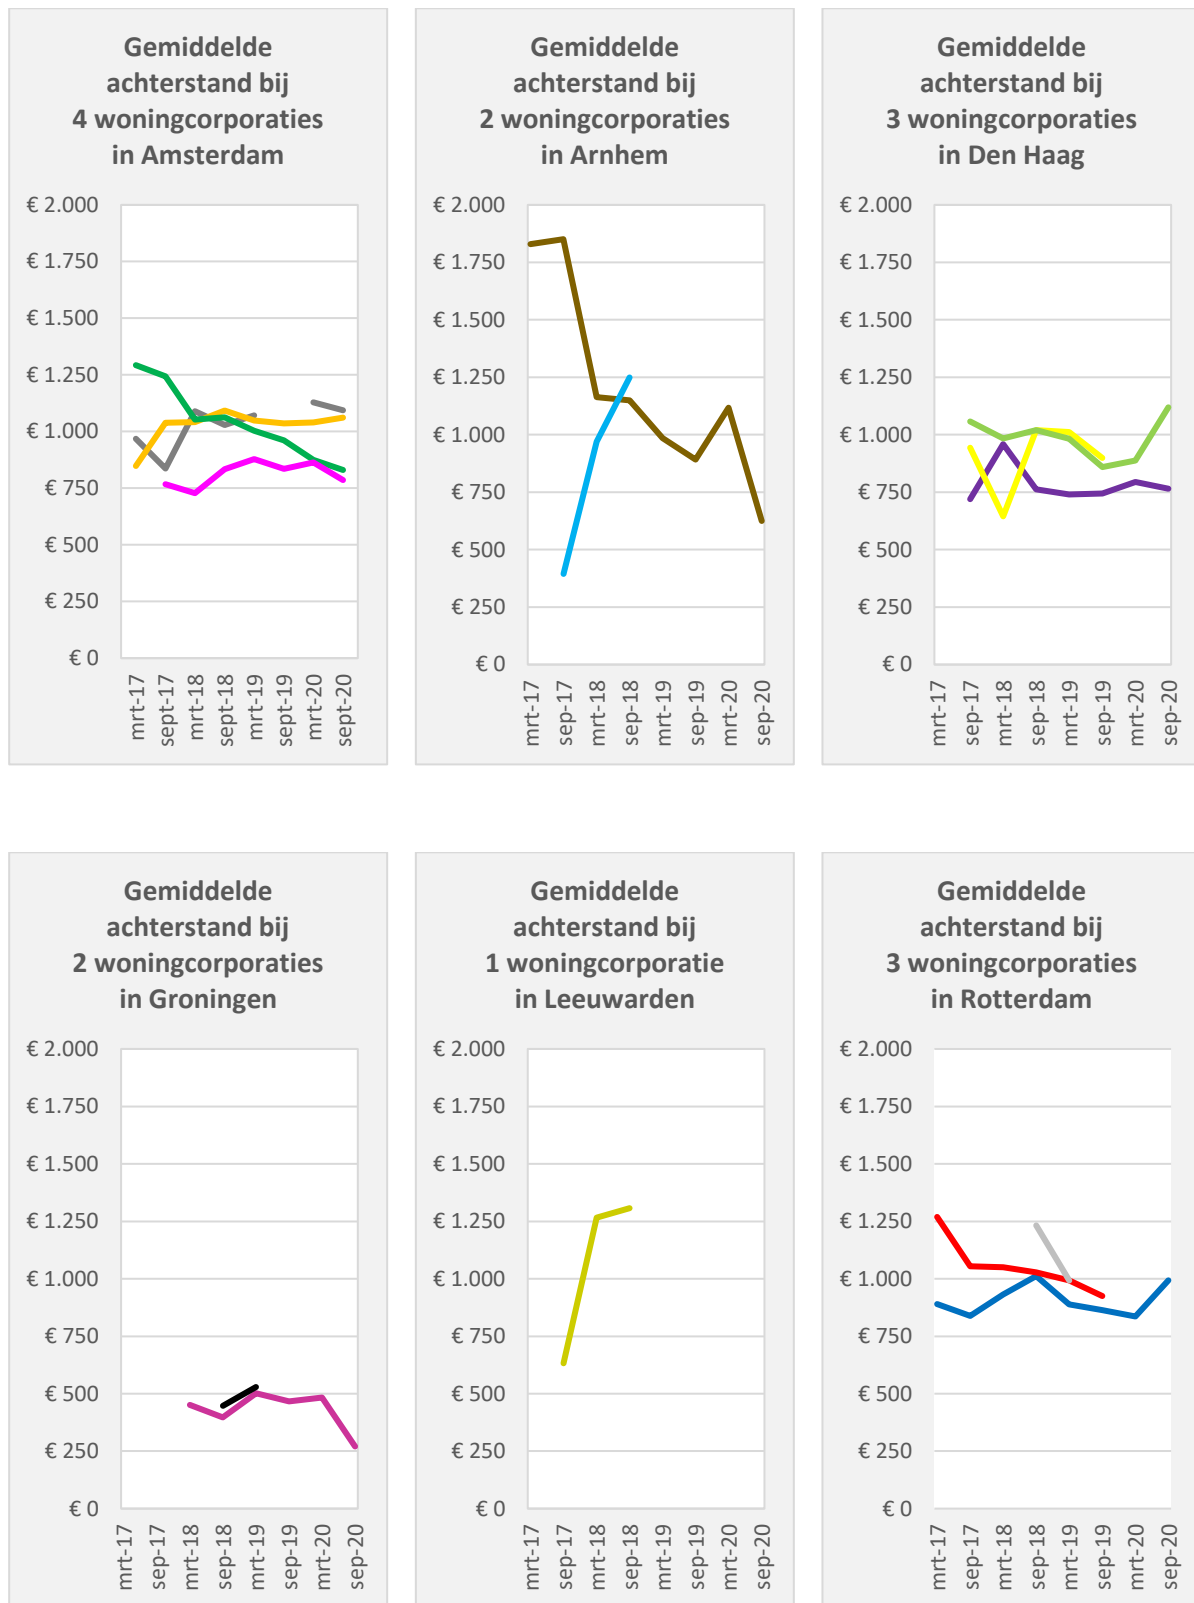 Gemiddelde
achterstand bij
4 woningcorporaties
in Amsterdam
€ 2.000
€ 1.750
€ 1.500
€ 1.250
€ 1.000
€ 750
€ 500
€ 250
€ 0
mrt-17
sept-17
mrt-18
sept-18
mrt-19
sept-19
mrt-20
sept-20
Gemiddelde
achterstand bij
2 woningcorporaties
in Arnhem
€ 2.000
€ 1.750
€ 1.500
€ 1.250
€ 1.000
€ 750
€ 500
€ 250
€ 0
mrt-17
sep-17
mrt-18
sep-18
mrt-19
sep-19
mrt-20
sep-20
Gemiddelde
achterstand bij
3 woningcorporaties
in Den Haag
€ 2.000
€ 1.750
€ 1.500
€ 1.250
€ 1.000
€ 750
€ 500
€ 250
€ 0
mrt-17
sep-17
mrt-18
sep-18
mrt-19
sep-19
mrt-20
sep-20
Gemiddelde
achterstand bij
2 woningcorporaties
in Groningen
€ 2.000
€ 1.750
€ 1.500
€ 1.250
€ 1.000
€ 750
€ 500
€ 250
€ 0
mrt-17
sep-17
mrt-18
sep-18
mrt-19
sep-19
mrt-20
sep-20
Gemiddelde
achterstand bij
1 woningcorporatie
in Leeuwarden
€ 2.000
€ 1.750
€ 1.500
€ 1.250
€ 1.000
€ 750
€ 500
€ 250
€ 0
mrt-17
sep-17
mrt-18
sep-18
mrt-19
sep-19
mrt-20
sep-20
Gemiddelde
achterstand bij
3 woningcorporaties
in Rotterdam
€ 2.000
€ 1.750
€ 1.500
€ 1.250
€ 1.000
€ 750
€ 500
€ 250
€ 0
mrt-17
sep-17
mrt-18
sep-18
mrt-19
sep-19
mrt-20
sep-20